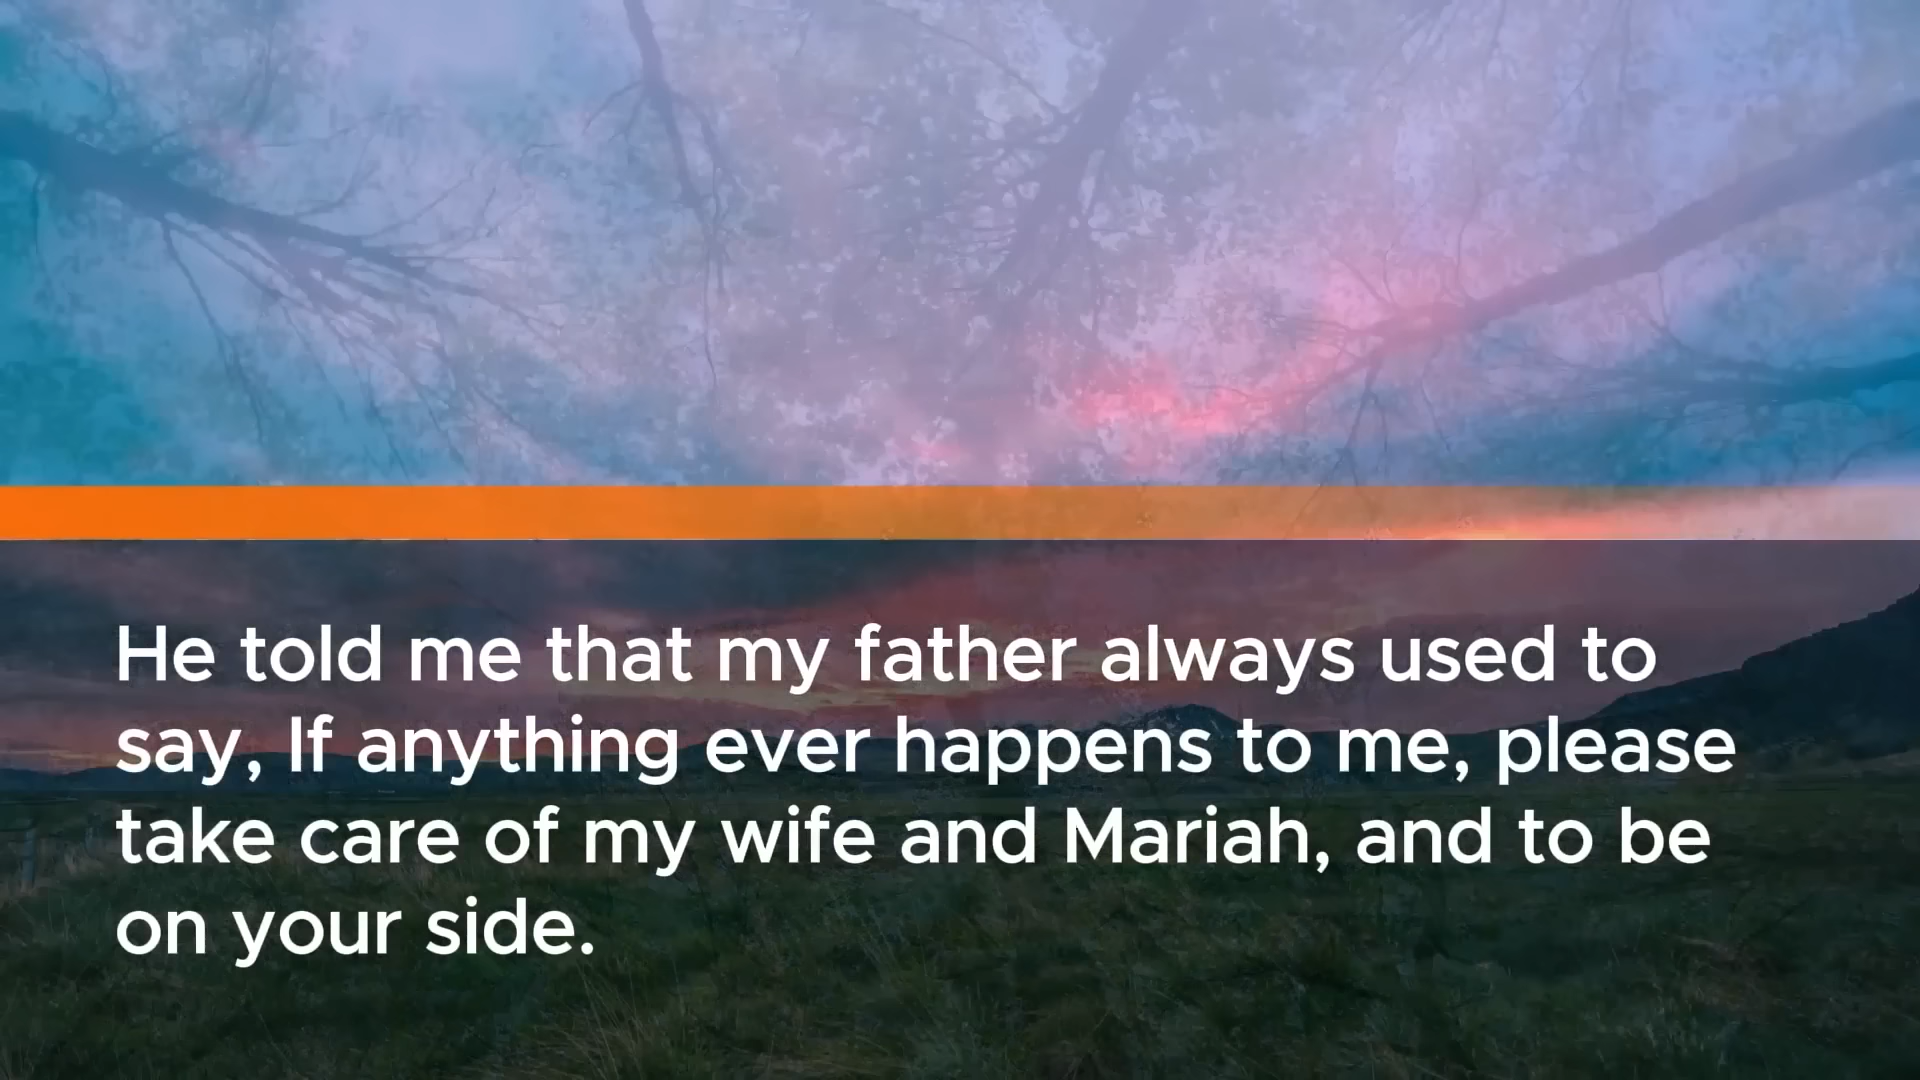 He told me that my father always used to
say, If anything ever happens to me, please
take care of my wife and Mariah, and to be
on your side.